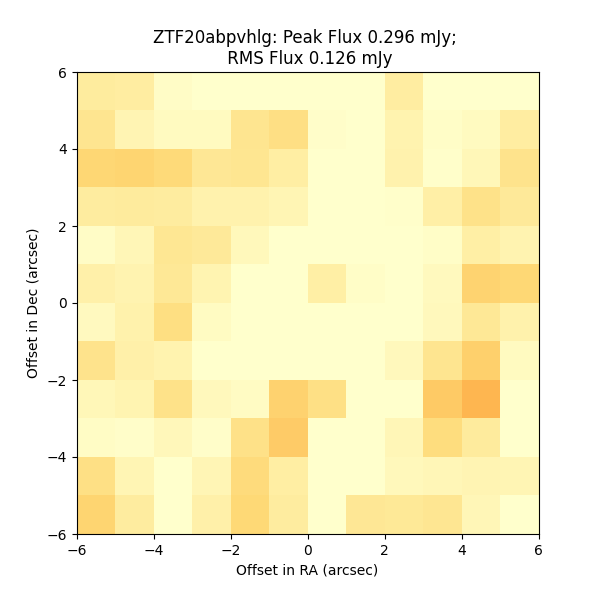 ZTF20abpvhlg: Peak Flux 0.296 mJy;
RMS Flux 0.126 mJy
6
4
2
0
−2
−4
−6
Offset in Dec (arcsec)
−6 −4 −2 0 2 4 6
Offset in RA (arcsec)